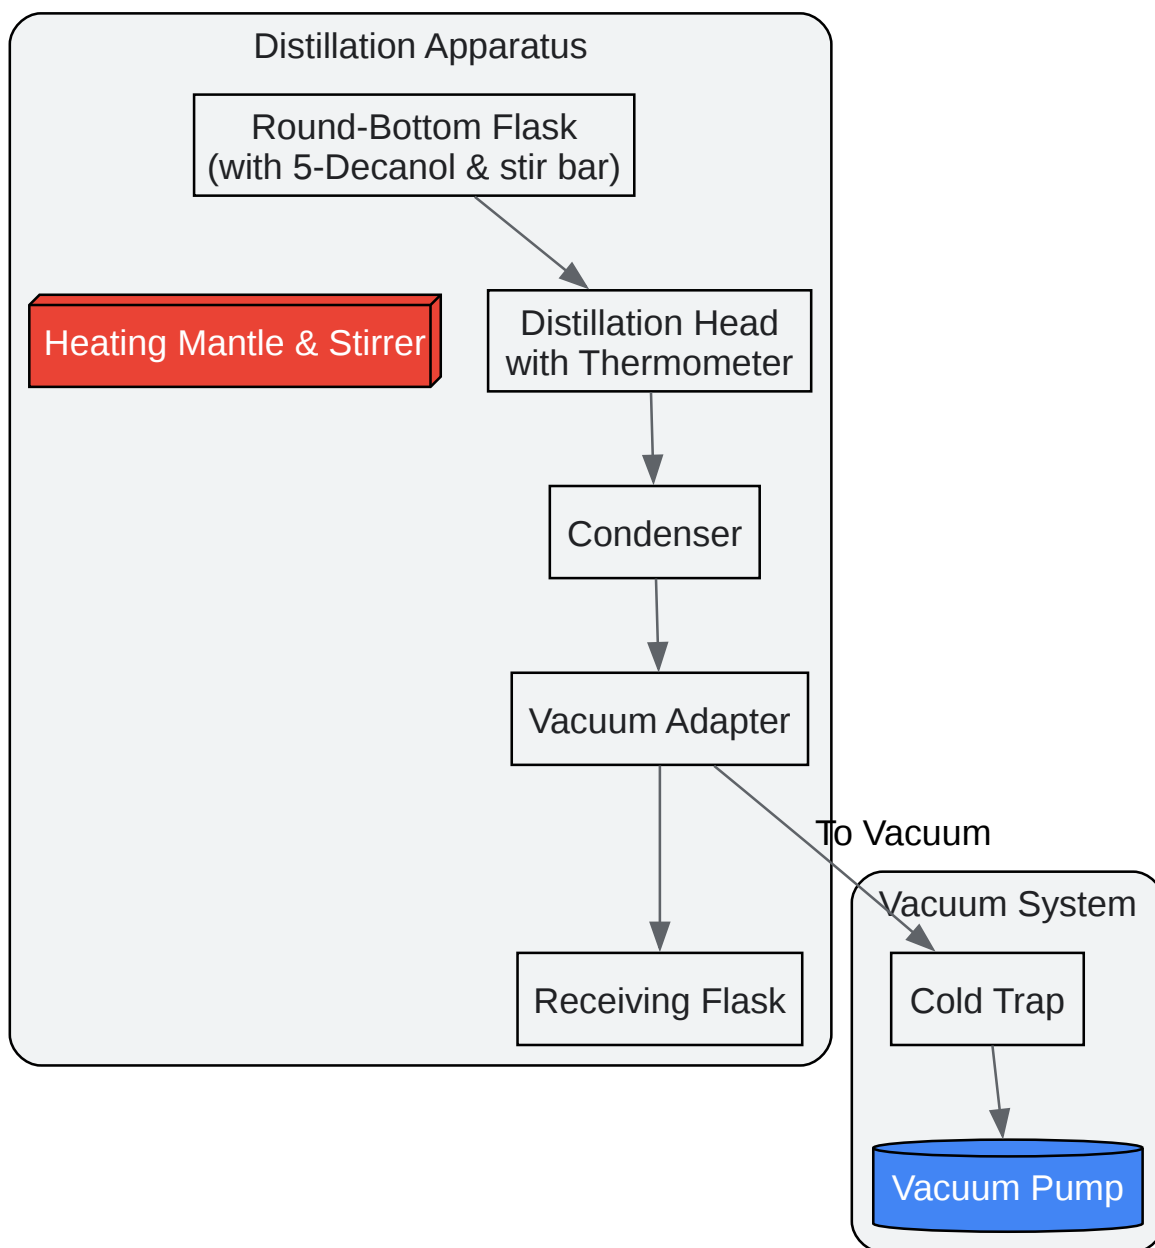 Distillation Apparatus
Round-Bottom Flask
(with 5-Decanol & stir bar)
Heating Mantle & Stirrer
Distillation Head
with Thermometer
Condenser
Vacuum Adapter
To Vacuum
Vacuum System
Receiving Flask
Cold Trap
Vacuum Pump